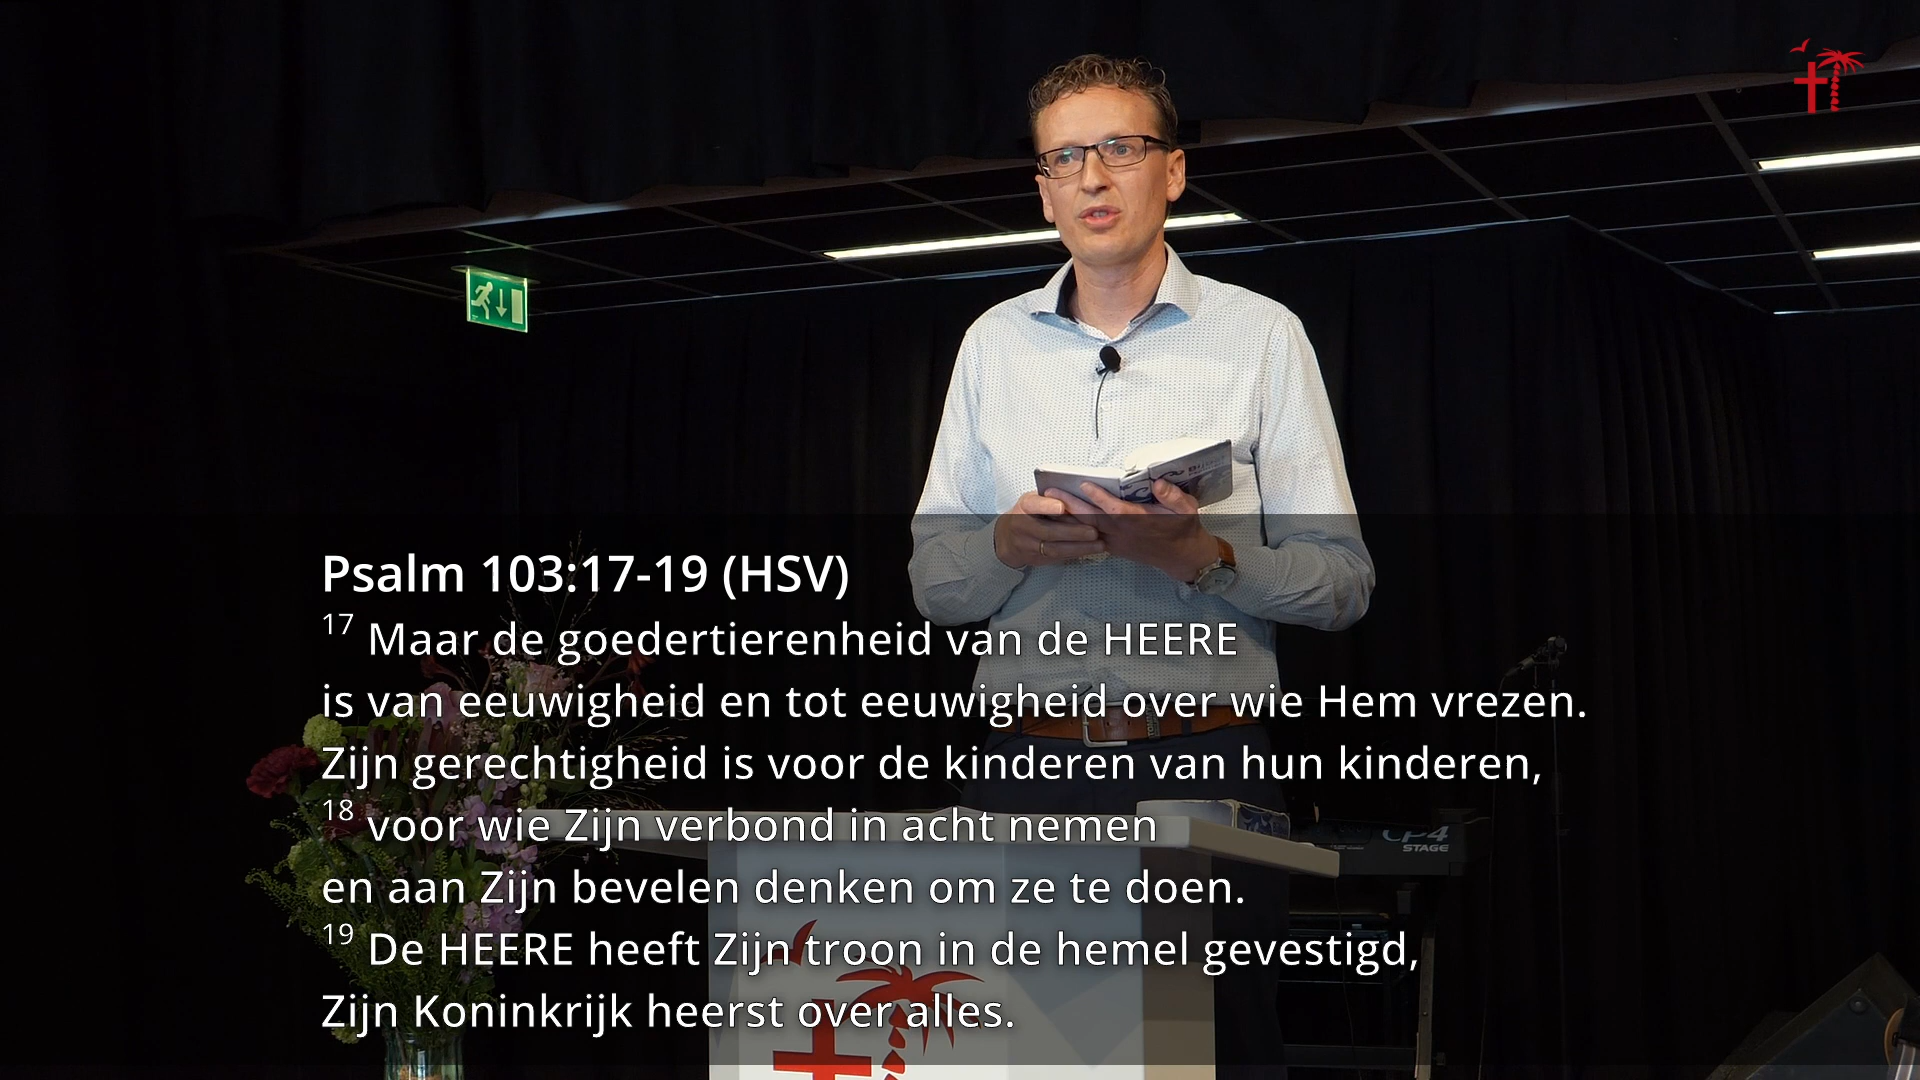 Psalm 103:17-19 (HSV)
17 Maar de goedertierenheid van de HEERE
is van eeuwigheid en tot eeuwigheid over wie Hem vrezen.
Zijn gerechtigheid is voor de kinderen van hun kinderen,
18 voor wie Zijn verbond in acht nemen
en aan Zijn bevelen denken om ze te doen.
19 De HEERE heeft Zijn troon in de hemel gevestigd,
Zijn Koninkrijk heerst over alles.
CP4
STAGE